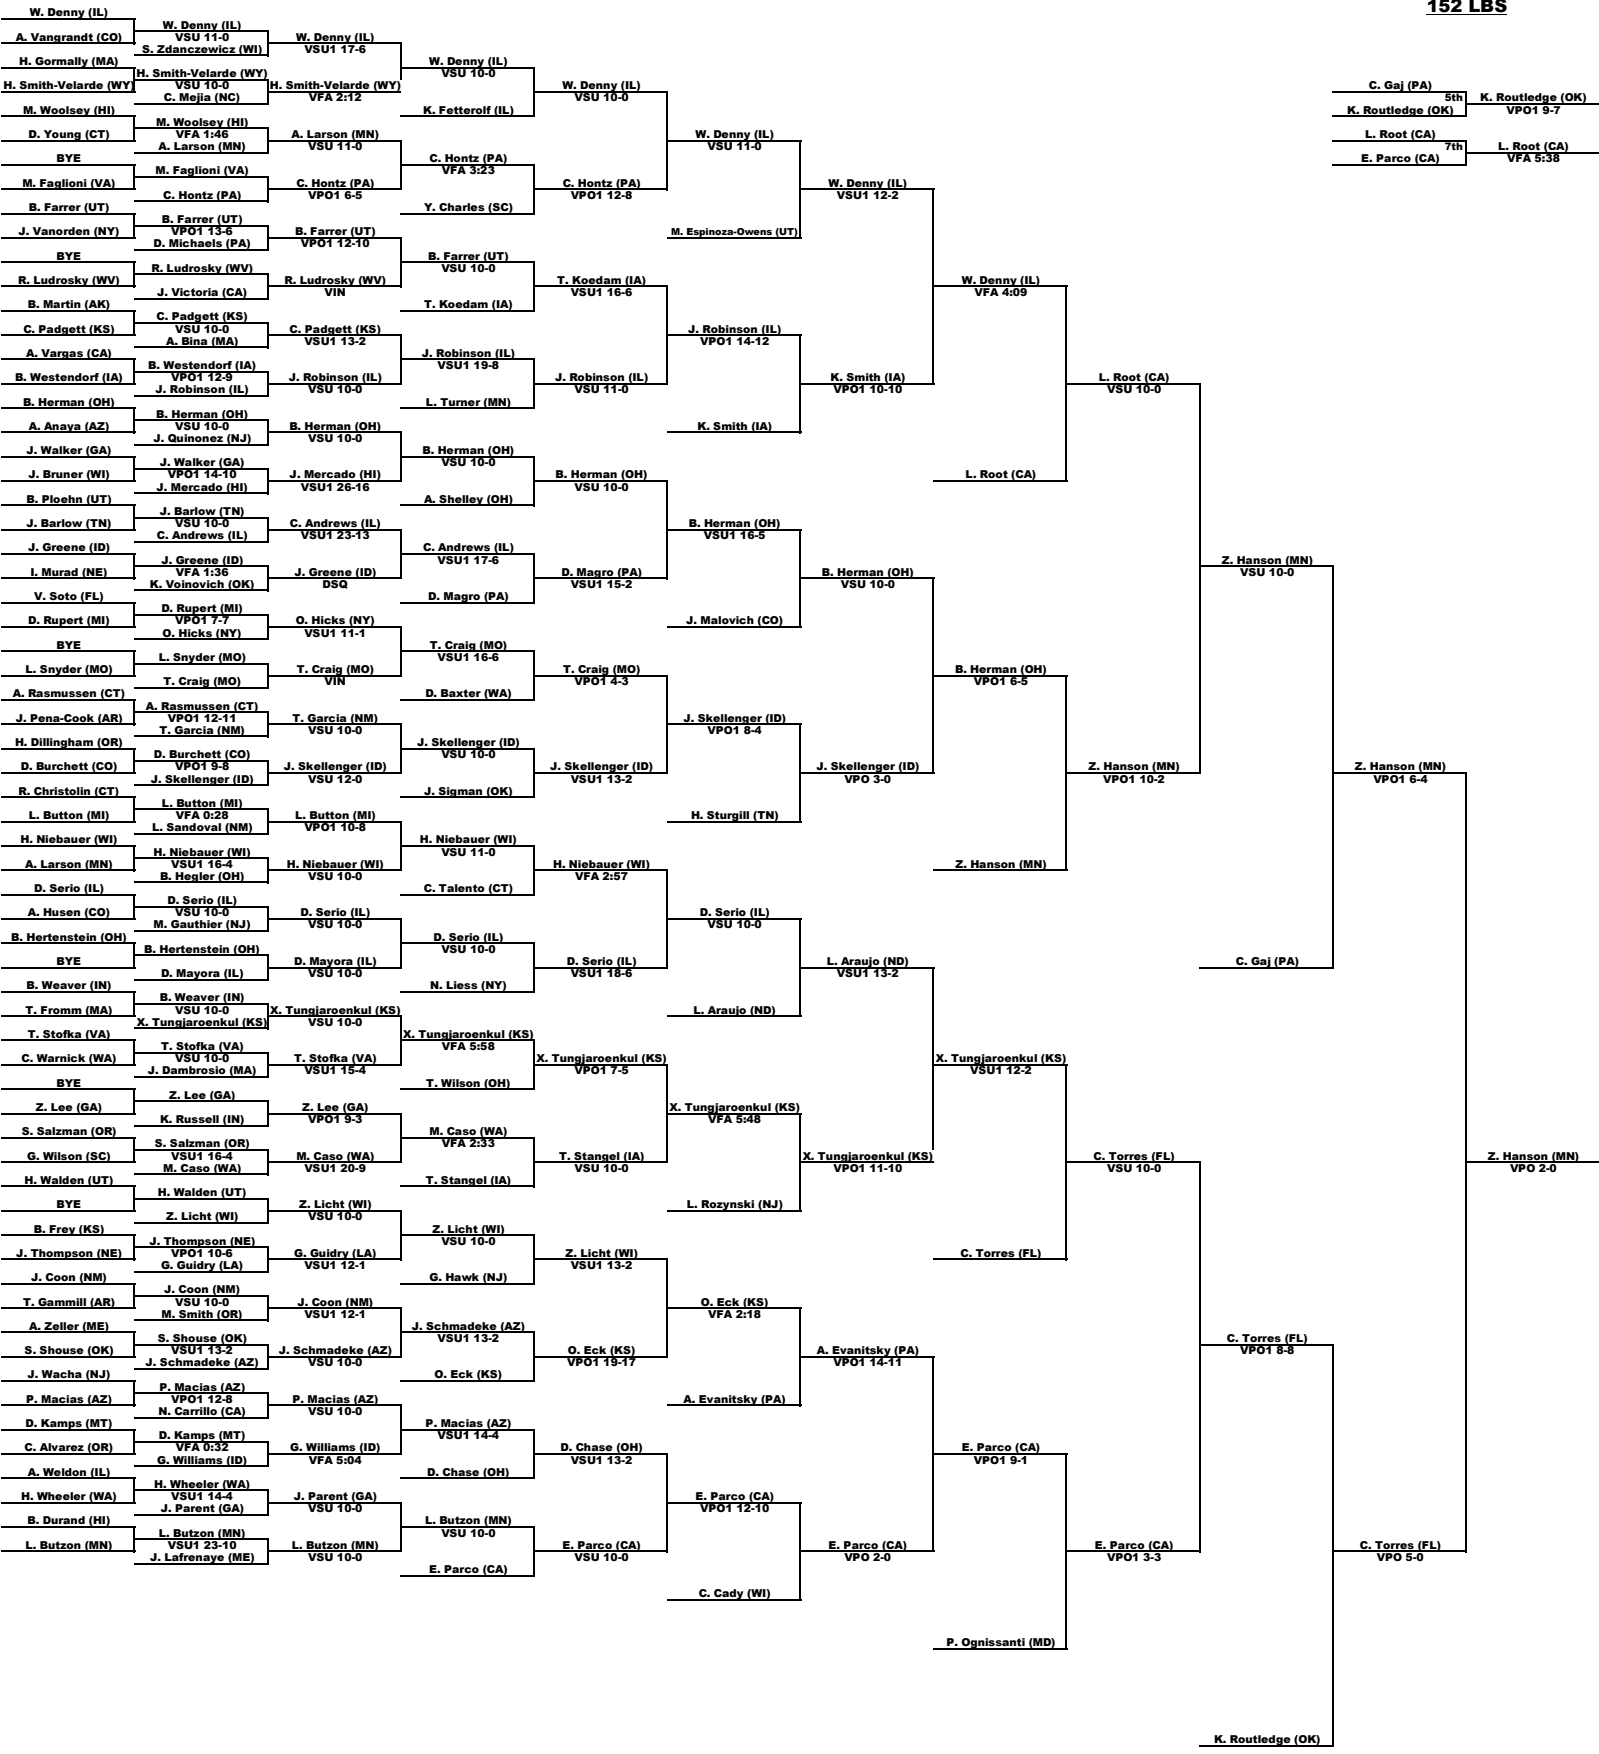 152 LBS
W. Denny (IL)
A. Vangrandt (CO)
H. Gormally (MA)
H. Smith-Velarde (WY)
M. Woolsey (HI)
D. Young (CT)
BYE
M. Faglioni (VA)
B. Farrer (UT)
J. Vanorden (NY)
BYE
R. Ludrosky (WV)
B. Martin (AK)
C. Padgett (KS)
A. Vargas (CA)
B. Westendorf (IA)
B. Herman (OH)
A. Anaya (AZ)
J. Walker (GA)
J. Bruner (WI)
B. Ploehn (UT)
J. Barlow (TN)
J. Greene (ID)
I. Murad (NE)
V. Soto (FL)
D. Rupert (MI)
BYE
L. Snyder (MO)
A. Rasmussen (CT)
J. Pena-Cook (AR)
H. Dillingham (OR)
D. Burchett (CO)
R. Christolin (CT)
L. Button (MI)
H. Niebauer (WI)
A. Larson (MN)
D. Serio (IL)
A. Husen (CO)
B. Hertenstein (OH)
BYE
B. Weaver (IN)
T. Fromm (MA)
T. Stofka (VA)
C. Warnick (WA)
BYE
Z. Lee (GA)
S. Salzman (OR)
G. Wilson (SC)
H. Walden (UT)
BYE
B. Frey (KS)
J. Thompson (NE)
J. Coon (NM)
T. Gammill (AR)
A. Zeller (ME)
S. Shouse (OK)
J. Wacha (NJ)
P. Macias (AZ)
D. Kamps (MT)
C. Alvarez (OR)
A. Weldon (IL)
H. Wheeler (WA)
B. Durand (HI)
L. Butzon (MN)
W. Denny (IL)
VSU 11-0
S. Zdanczewicz (WI)
H. Smith-Velarde (WY)
VSU 10-0
C. Mejia (NC)
M. Woolsey (HI)
VFA 1:46
A. Larson (MN)
M. Faglioni (VA)
C. Hontz (PA)
B. Farrer (UT)
VPO1 13-6
D. Michaels (PA)
R. Ludrosky (WV)
J. Victoria (CA)
C. Padgett (KS)
VSU 10-0
A. Bina (MA)
B. Westendorf (IA)
VPO1 12-9
J. Robinson (IL)
B. Herman (OH)
VSU 10-0
J. Quinonez (NJ)
J. Walker (GA)
VPO1 14-10
J. Mercado (HI)
J. Barlow (TN)
VSU 10-0
C. Andrews (IL)
J. Greene (ID)
VFA 1:36
K. Voinovich (OK)
D. Rupert (MI)
VPO1 7-7
O. Hicks (NY)
L. Snyder (MO)
T. Craig (MO)
A. Rasmussen (CT)
VPO1 12-11
T. Garcia (NM)
D. Burchett (CO)
VPO1 9-8
J. Skellenger (ID)
L. Button (MI)
VFA 0:28
L. Sandoval (NM)
H. Niebauer (WI)
VSU1 16-4
B. Hegler (OH)
D. Serio (IL)
VSU 10-0
M. Gauthier (NJ)
B. Hertenstein (OH)
D. Mayora (IL)
B. Weaver (IN)
VSU 10-0
X. Tungjaroenkul (KS)
T. Stofka (VA)
VSU 10-0
J. Dambrosio (MA)
Z. Lee (GA)
K. Russell (IN)
S. Salzman (OR)
VSU1 16-4
M. Caso (WA)
H. Walden (UT)
Z. Licht (WI)
J. Thompson (NE)
VPO1 10-6
G. Guidry (LA)
J. Coon (NM)
VSU 10-0
M. Smith (OR)
S. Shouse (OK)
VSU1 13-2
J. Schmadeke (AZ)
P. Macias (AZ)
VPO1 12-8
N. Carrillo (CA)
D. Kamps (MT)
VFA 0:32
G. Williams (ID)
H. Wheeler (WA)
VSU1 14-4
J. Parent (GA)
L. Butzon (MN)
VSU1 23-10
J. Lafrenaye (ME)
W. Denny (IL)
VSU1 17-6
H. Smith-Velarde (WY)
VFA 2:12
A. Larson (MN)
VSU 11-0
C. Hontz (PA)
VPO1 6-5
B. Farrer (UT)
VPO1 12-10
R. Ludrosky (WV)
VIN
C. Padgett (KS)
VSU1 13-2
J. Robinson (IL)
VSU 10-0
B. Herman (OH)
VSU 10-0
J. Mercado (HI)
VSU1 26-16
C. Andrews (IL)
VSU1 23-13
J. Greene (ID)
DSQ
O. Hicks (NY)
VSU1 11-1
T. Craig (MO)
VIN
T. Garcia (NM)
VSU 10-0
J. Skellenger (ID)
VSU 12-0
L. Button (MI)
VPO1 10-8
H. Niebauer (WI)
VSU 10-0
D. Serio (IL)
VSU 10-0
D. Mayora (IL)
VSU 10-0
X. Tungjaroenkul (KS)
VSU 10-0
T. Stofka (VA)
VSU1 15-4
Z. Lee (GA)
VPO1 9-3
M. Caso (WA)
VSU1 20-9
Z. Licht (WI)
VSU 10-0
G. Guidry (LA)
VSU1 12-1
J. Coon (NM)
VSU1 12-1
J. Schmadeke (AZ)
VSU 10-0
P. Macias (AZ)
VSU 10-0
G. Williams (ID)
VFA 5:04
J. Parent (GA)
VSU 10-0
L. Butzon (MN)
VSU 10-0
W. Denny (IL)
VSU 10-0
K. Fetterolf (IL)
C. Hontz (PA)
VFA 3:23
Y. Charles (SC)
B. Farrer (UT)
VSU 10-0
T. Koedam (IA)
J. Robinson (IL)
VSU1 19-8
L. Turner (MN)
B. Herman (OH)
VSU 10-0
A. Shelley (OH)
C. Andrews (IL)
VSU1 17-6
D. Magro (PA)
T. Craig (MO)
VSU1 16-6
D. Baxter (WA)
J. Skellenger (ID)
VSU 10-0
J. Sigman (OK)
H. Niebauer (WI)
VSU 11-0
C. Talento (CT)
D. Serio (IL)
VSU 10-0
N. Liess (NY)
X. Tungjaroenkul (KS)
VFA 5:58
T. Wilson (OH)
M. Caso (WA)
VFA 2:33
T. Stangel (IA)
Z. Licht (WI)
VSU 10-0
G. Hawk (NJ)
J. Schmadeke (AZ)
VSU1 13-2
O. Eck (KS)
P. Macias (AZ)
VSU1 14-4
D. Chase (OH)
L. Butzon (MN)
VSU 10-0
E. Parco (CA)
W. Denny (IL)
VSU 10-0
C. Hontz (PA)
VPO1 12-8
T. Koedam (IA)
VSU1 16-6
J. Robinson (IL)
VSU 11-0
B. Herman (OH)
VSU 10-0
D. Magro (PA)
VSU1 15-2
T. Craig (MO)
VPO1 4-3
J. Skellenger (ID)
VSU1 13-2
H. Niebauer (WI)
VFA 2:57
D. Serio (IL)
VSU1 18-6
X. Tungjaroenkul (KS)
VPO1 7-5
T. Stangel (IA)
VSU 10-0
Z. Licht (WI)
VSU1 13-2
O. Eck (KS)
VPO1 19-17
D. Chase (OH)
VSU1 13-2
E. Parco (CA)
VSU 10-0
W. Denny (IL)
VSU 11-0
M. Espinoza-Owens (UT)
J. Robinson (IL)
VPO1 14-12
K. Smith (IA)
B. Herman (OH)
VSU1 16-5
J. Malovich (CO)
J. Skellenger (ID)
VPO1 8-4
H. Sturgill (TN)
D. Serio (IL)
VSU 10-0
L. Araujo (ND)
X. Tungjaroenkul (KS)
VFA 5:48
L. Rozynski (NJ)
O. Eck (KS)
VFA 2:18
A. Evanitsky (PA)
E. Parco (CA)
VPO1 12-10
C. Cady (WI)
W. Denny (IL)
VSU1 12-2
K. Smith (IA)
VPO1 10-10
B. Herman (OH)
VSU 10-0
J. Skellenger (ID)
VPO 3-0
L. Araujo (ND)
VSU1 13-2
X. Tungjaroenkul (KS)
VPO1 11-10
A. Evanitsky (PA)
VPO1 14-11
E. Parco (CA)
VPO 2-0
W. Denny (IL)
VFA 4:09
L. Root (CA)
B. Herman (OH)
VPO1 6-5
Z. Hanson (MN)
X. Tungjaroenkul (KS)
VSU1 12-2
C. Torres (FL)
E. Parco (CA)
VPO1 9-1
P. Ognissanti (MD)
L. Root (CA)
VSU 10-0
Z. Hanson (MN)
VPO1 10-2
C. Torres (FL)
VSU 10-0
E. Parco (CA)
VPO1 3-3
Z. Hanson (MN)
VSU 10-0
C. Gaj (PA)
C. Torres (FL)
VPO1 8-8
K. Routledge (OK)
C. Gaj (PA)
5th
K. Routledge (OK)
L. Root (CA)
7th
E. Parco (CA)
Z. Hanson (MN)
VPO1 6-4
C. Torres (FL)
VPO 5-0
K. Routledge (OK)
VPO1 9-7
L. Root (CA)
VFA 5:38
Z. Hanson (MN)
VPO 2-0